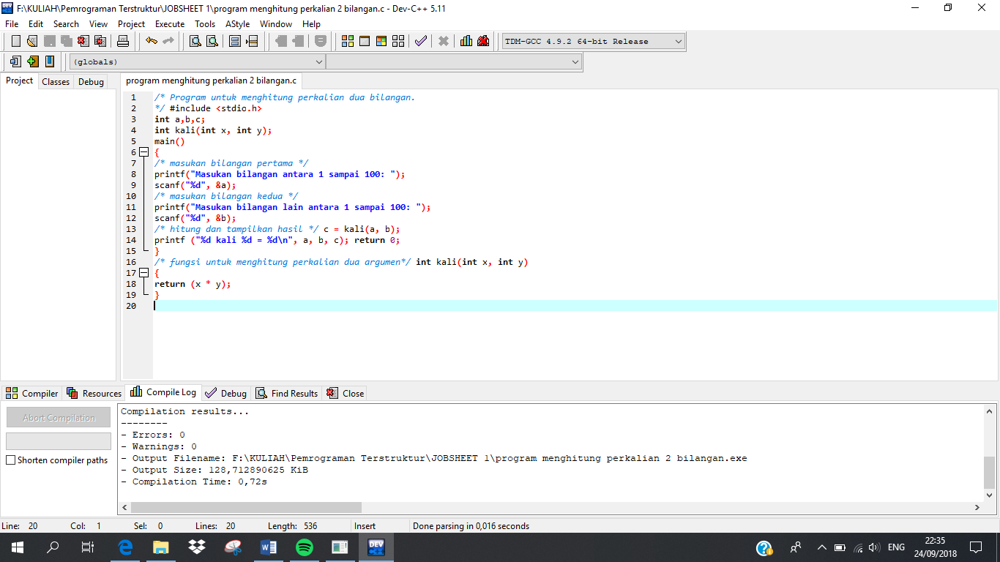 F:\KULIAH\Pemrograman Terstruktur\JOBSHEET 1\program menghitung perkalian 2 bilangan.c - Dev-C++ 5.11
File Edit Search View Project Execute Tools AStyle Window Help
TDM-GCC 4.9.2 64-bit Release
(globals)
Project Classes Debug
program menghitung perkalian 2 bilangan.c
1 /* Program untuk menghitung perkalian dua bilangan.
2 */ #include <stdio.h>
3 int a,b,c;
4 int kali(int x, int y);
5 main()
6 {
7 /* masukan bilangan pertama */
8 printf("Masukan bilangan antara 1 sampai 100: ");
9 scanf("%d", &a);
10 /* masukan bilangan kedua */
11 printf("Masukan bilangan lain antara 1 sampai 100: ");
12 scanf("%d", &b);
13 /* hitung dan tampilkan hasil */ c = kali(a, b);
14 printf ("%d kali %d = %d\n", a, b, c); return 0;
15 }
16 /* fungsi untuk menghitung perkalian dua argumen*/ int kali(int x, int y)
17 {
18 return (x * y);
19 }
20
Compiler Resources Compile Log Debug Find Results Close
Abort Compilation
Shorten compiler paths
Compilation results...
--------
- Errors: 0
- Warnings: 0
- Output Filename: F:\KULIAH\Pemrograman Terstruktur\JOBSHEET 1\program menghitung perkalian 2 bilangan.exe
- Output Size: 128,712890625 KiB
- Compilation Time: 0,72s
Line: 20 Col: 1 Sel: 0 Lines: 20 Length: 536 Insert Done parsing in 0,016 seconds
DEV
ENG
22:35
24/09/2018